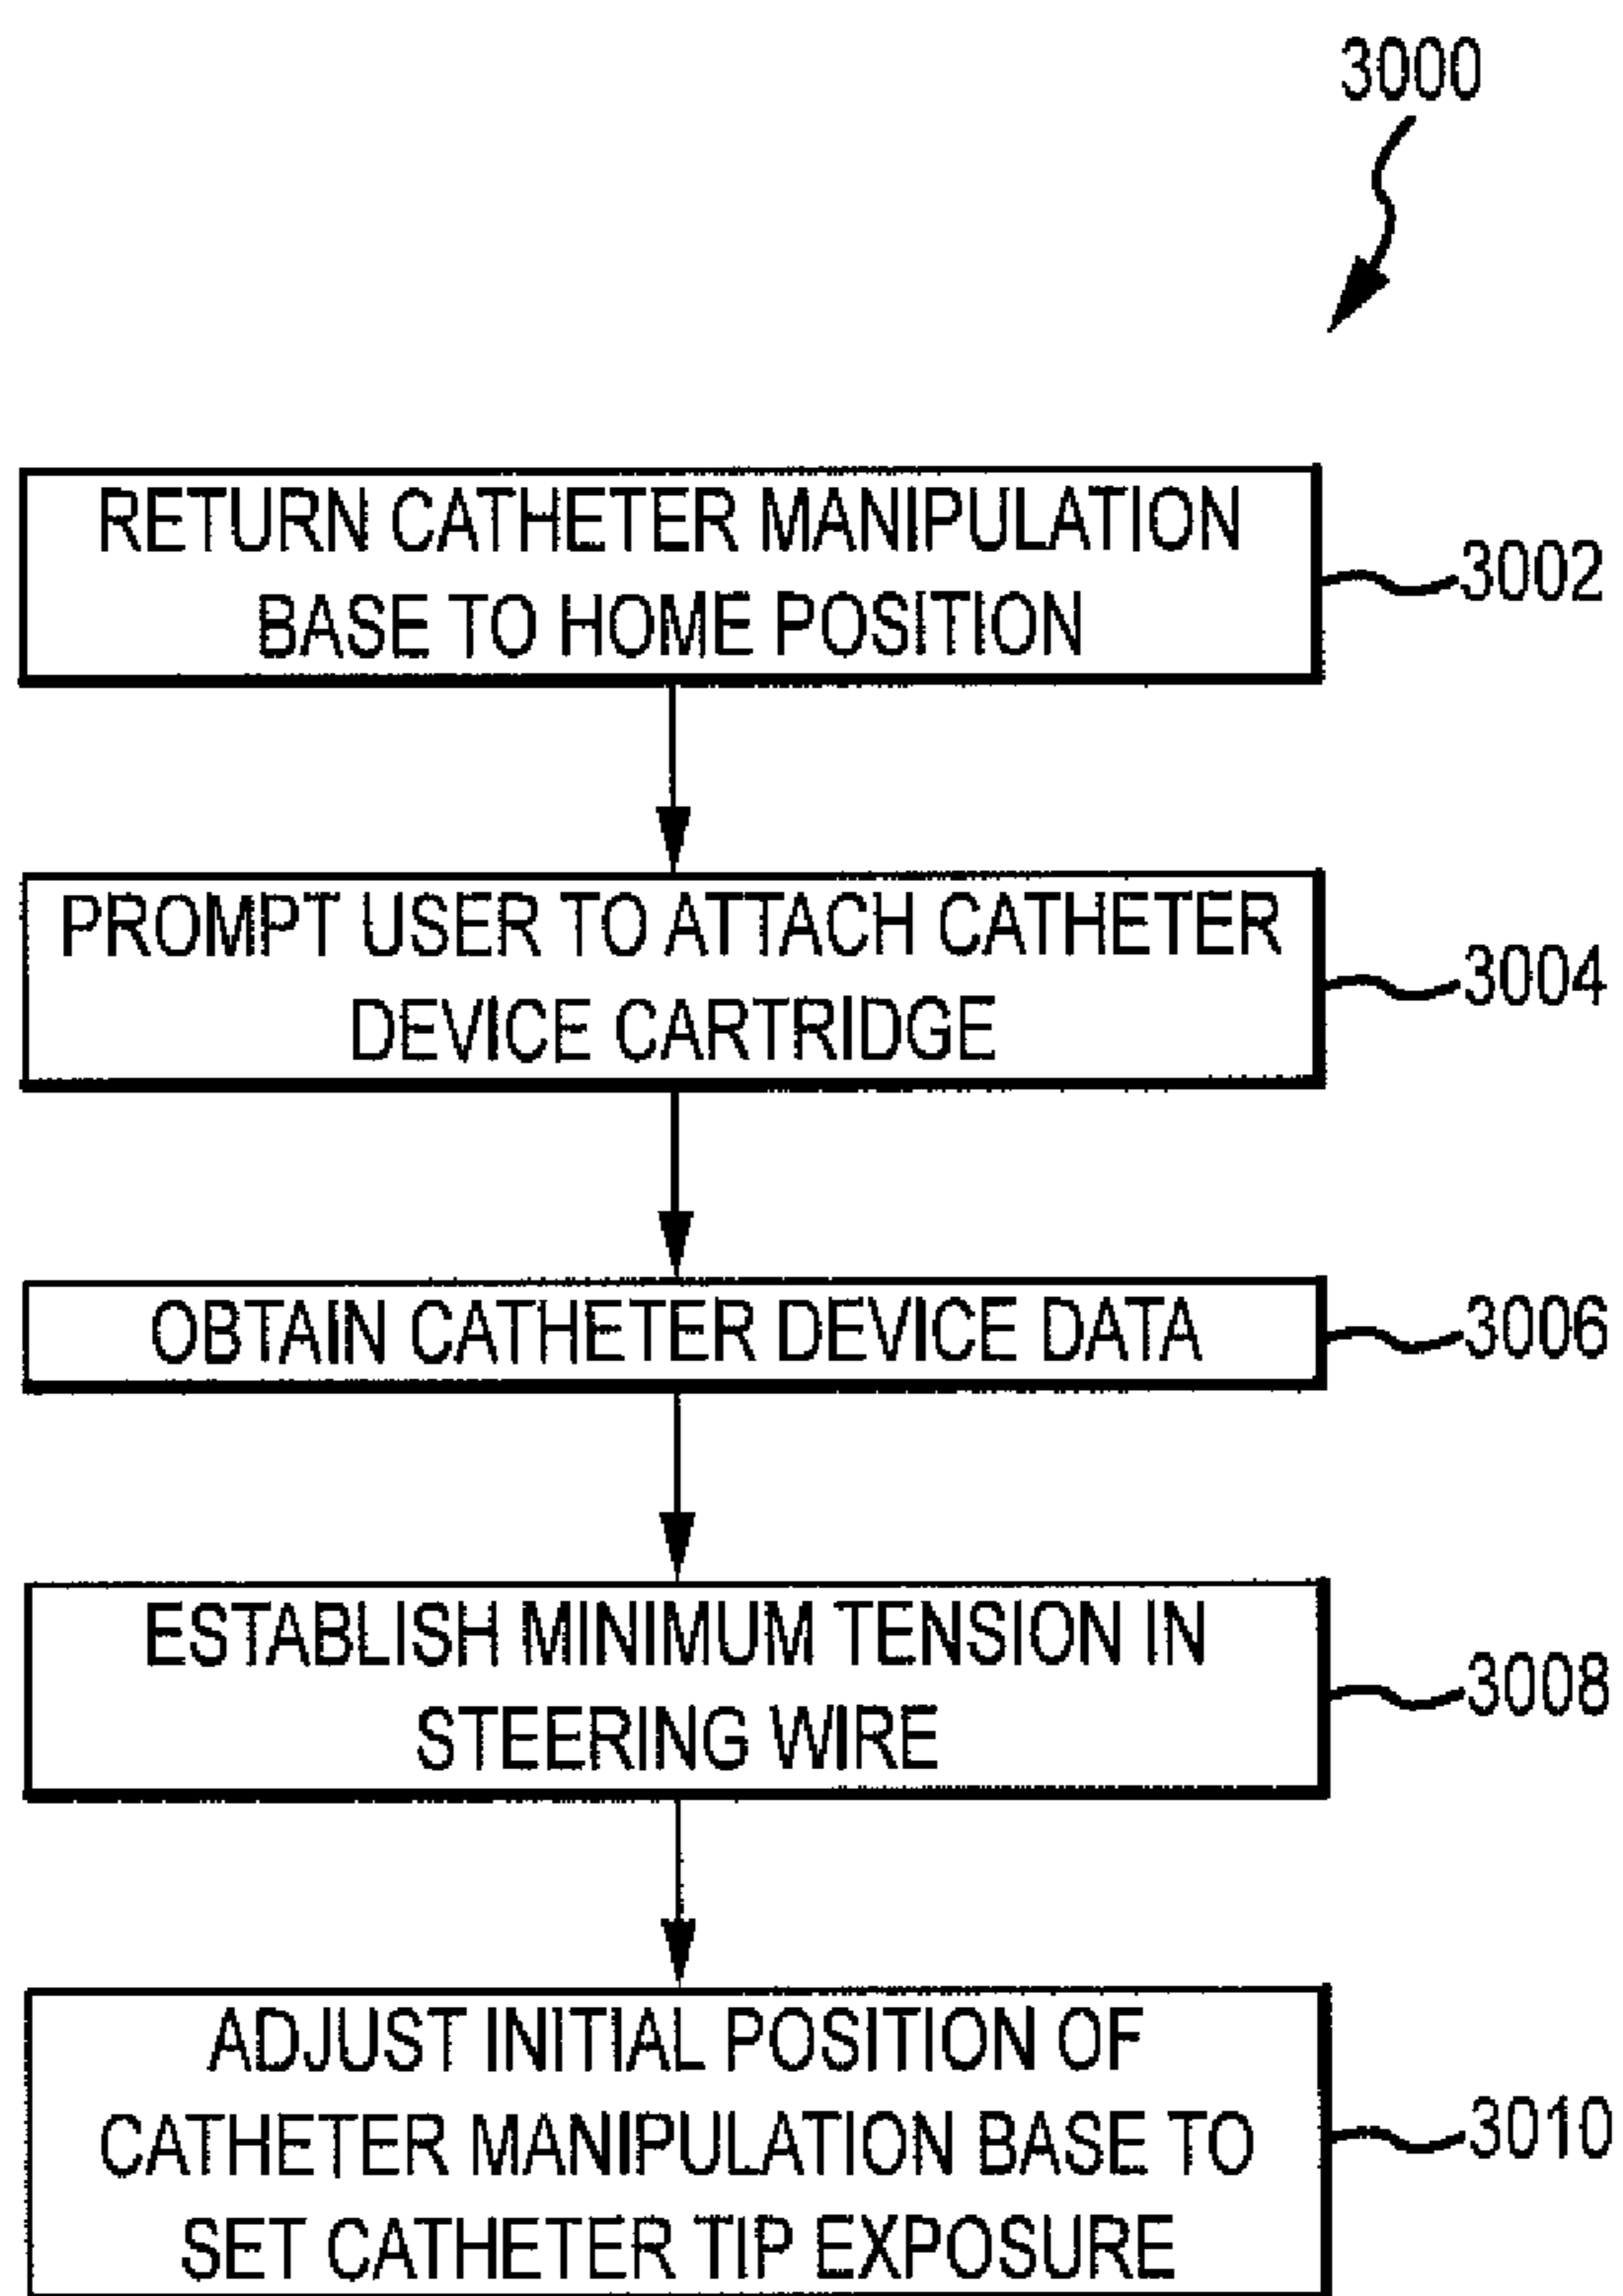 3000
RETURN CATHETER MANIPULATION
BASE TO HOME POSITION
3002
PROMPT USER TO ATTACH CATHETER
DEVICE CARTRIDGE
3004
OBTAIN CATHETER DEVICE DATA
3006
ESTABLISH MINIMUM TENSION IN
STEERING WIRE
3008
ADJUST INITIAL POSITION OF
CATHETER MANIPULATION BASE TO
SET CATHETER TIP EXPOSURE
3010